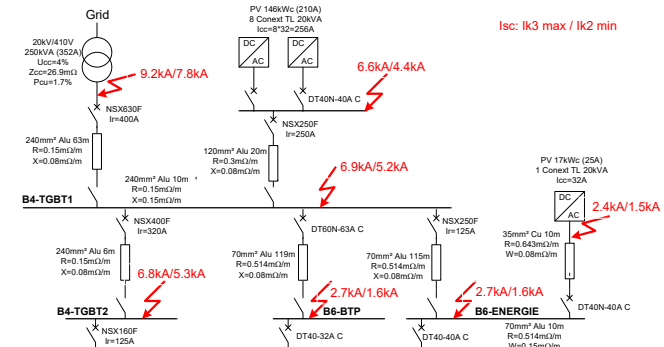 Grid
20kV/410V
250kVA (352A)
Ucc=4%
Zcc=26.9mΩ
Pcu=1.7%
9.2kA/7.8kA
NSX630F
Ir=400A
240mm² Alu 63m
R=0.15mΩ/m
X=0.08mΩ/m
PV 146kWc (210A)
8 Conext TL 20kVA
Icc=8*32=256A
DC
AC
DC
AC
6.6kA/4.4kA
DT40N-40A C
NSX250F
Ir=250A
120mm² Alu 20m
R=0.3mΩ/m
X=0.08mΩ/m
Isc: Ik3 max / Ik2 min
240mm² Alu 10m
R=0.15mΩ/m
X=0.15mΩ/m
6.9kA/5.2kA
B4-TGBT1
PV 17kWc (25A)
1 Conext TL 20kVA
Icc=32A
DC
AC
2.4kA/1.5kA
35mm² Cu 10m
R=0.643mΩ/m
W=0.08mΩ/m
DT40N-40A C
NSX400F
Ir=320A
240mm² Alu 6m
R=0.15mΩ/m
X=0.08mΩ/m
6.8kA/5.3kA
B4-TGBT2
NSX160F
Ir=125A
DT60N-63A C
70mm² Alu 119m
R=0.514mΩ/m
X=0.08mΩ/m
2.7kA/1.6kA
B6-BTP
DT40-32A C
NSX250F
Ir=125A
70mm² Alu 115m
R=0.514mΩ/m
X=0.08mΩ/m
2.7kA/1.6kA
B6-ENERGIE
DT40-40A C
70mm² Alu 10m
R=0.514mΩ/m
W=0.15mΩ/m